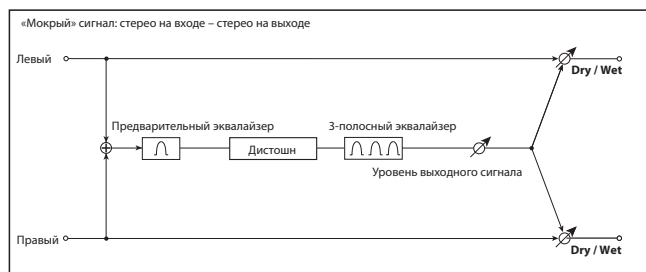 «Мокрый» сигнал: стерео на входе – стерео на выходе
Левый
Dry / Wet
Предварительный эквалайзер
3-полосный эквалайзер
Дистошн
Уровень выходного сигнала
Правый
Dry / Wet